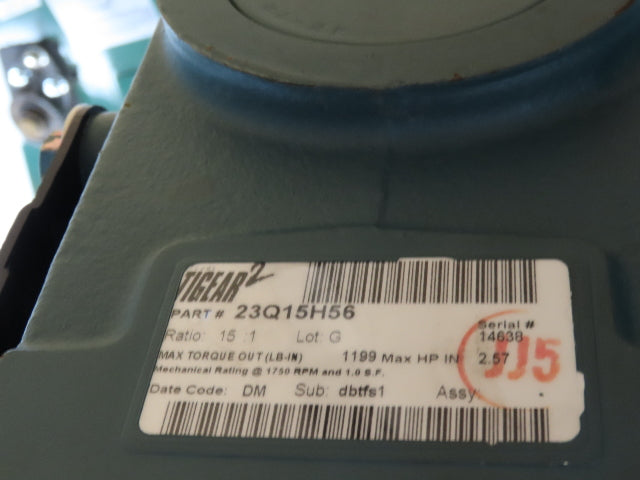 TIGEAR2
PART# 23Q15H56
Serial #
Ratio: 15 :1 Lot: G 14638
MAX TORQUE OUT (LB-IN) 1199 Max HP IN 2.57
Mechanical Rating @ 1750 RPM and 1.0 S.F.
Date Code: DM Sub: dbtfs1 Assy
JJ5